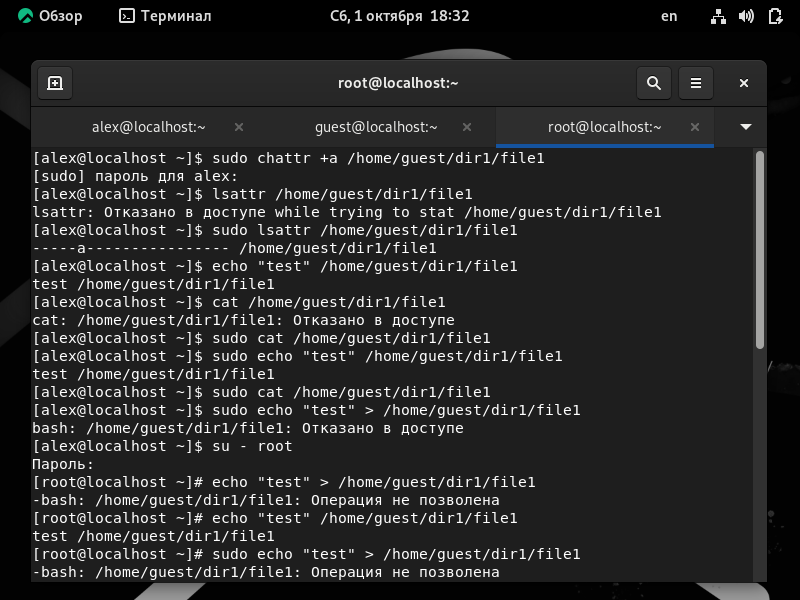 Обзор Терминал Сб, 1 октября 18:32 en
root@localhost:~
alex@localhost:~ guest@localhost:~ root@localhost:~
[alex@localhost ~]$ sudo chattr +a /home/guest/dir1/file1
[sudo] пароль для alex:
[alex@localhost ~]$ lsattr /home/guest/dir1/file1
lsattr: Отказано в доступе while trying to stat /home/guest/dir1/file1
[alex@localhost ~]$ sudo lsattr /home/guest/dir1/file1
-----a---------------- /home/guest/dir1/file1
[alex@localhost ~]$ echo "test" /home/guest/dir1/file1
test /home/guest/dir1/file1
[alex@localhost ~]$ cat /home/guest/dir1/file1
cat: /home/guest/dir1/file1: Отказано в доступе
[alex@localhost ~]$ sudo cat /home/guest/dir1/file1
[alex@localhost ~]$ sudo echo "test" /home/guest/dir1/file1
test /home/guest/dir1/file1
[alex@localhost ~]$ sudo cat /home/guest/dir1/file1
[alex@localhost ~]$ sudo echo "test" > /home/guest/dir1/file1
bash: /home/guest/dir1/file1: Отказано в доступе
[alex@localhost ~]$ su - root
Пароль:
[root@localhost ~]# echo "test" > /home/guest/dir1/file1
-bash: /home/guest/dir1/file1: Операция не позволена
[root@localhost ~]# echo "test" /home/guest/dir1/file1
test /home/guest/dir1/file1
[root@localhost ~]# sudo echo "test" > /home/guest/dir1/file1
-bash: /home/guest/dir1/file1: Операция не позволена